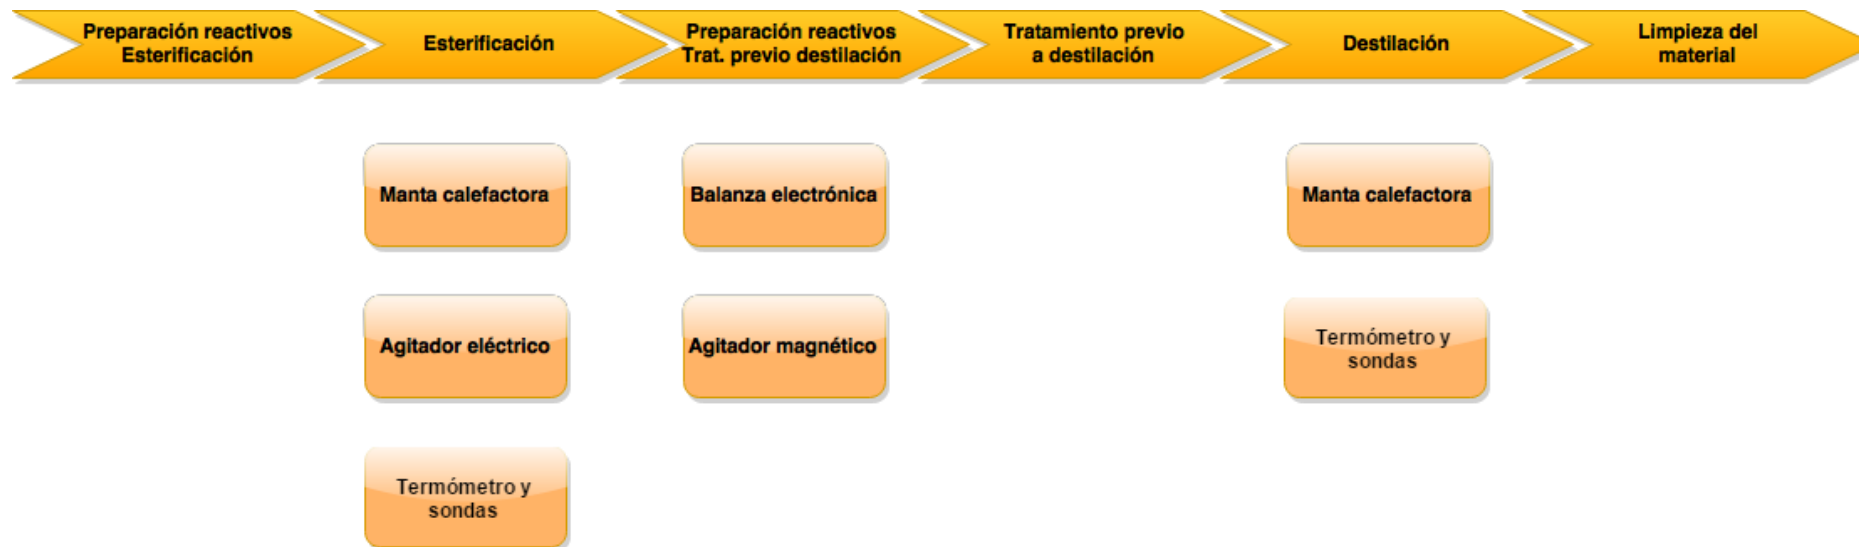 Preparación reactivos
Esterificación
Esterificación
Preparación reactivos
Trat. previo destilación
Tratamiento previo
a destilación
Destilación
Limpieza del
material
Manta calefactora
Balanza electrónica
Manta calefactora
Agitador eléctrico
Agitador magnético
Termómetro y
sondas
Termómetro y
sondas